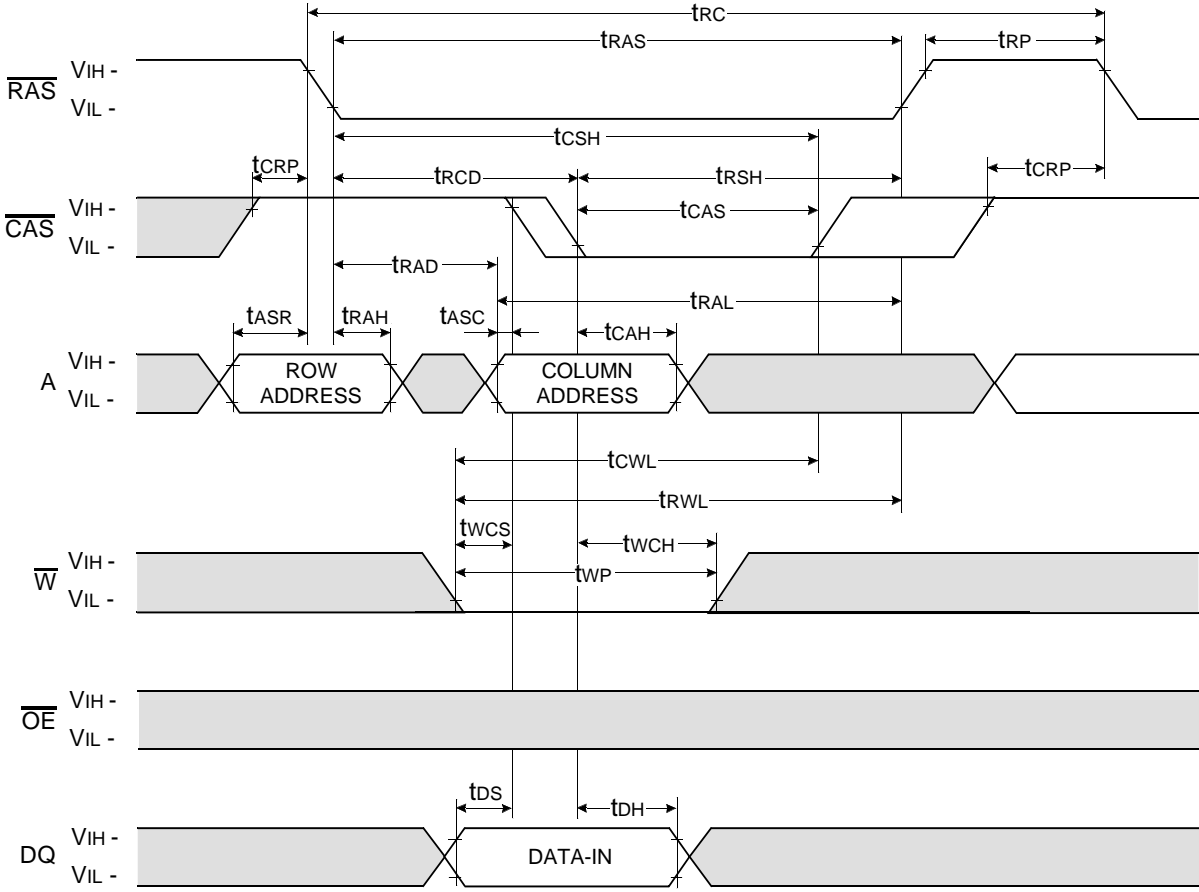 tRC
tRAS
tRP
RAS
VIH -
VIL -
tCSH
tCRP
tRCD
tRSH
tCRP
CAS
VIH -
VIL -
tCAS
tRAD
tRAL
tASR
tRAH
tASC
tCAH
A
VIH -
VIL -
ROW
ADDRESS
COLUMN
ADDRESS
tCWL
tRWL
tWCS
tWCH
W
VIH -
VIL -
tWP
OE
VIH -
VIL -
tDS
tDH
DQ
VIH -
VIL -
DATA-IN